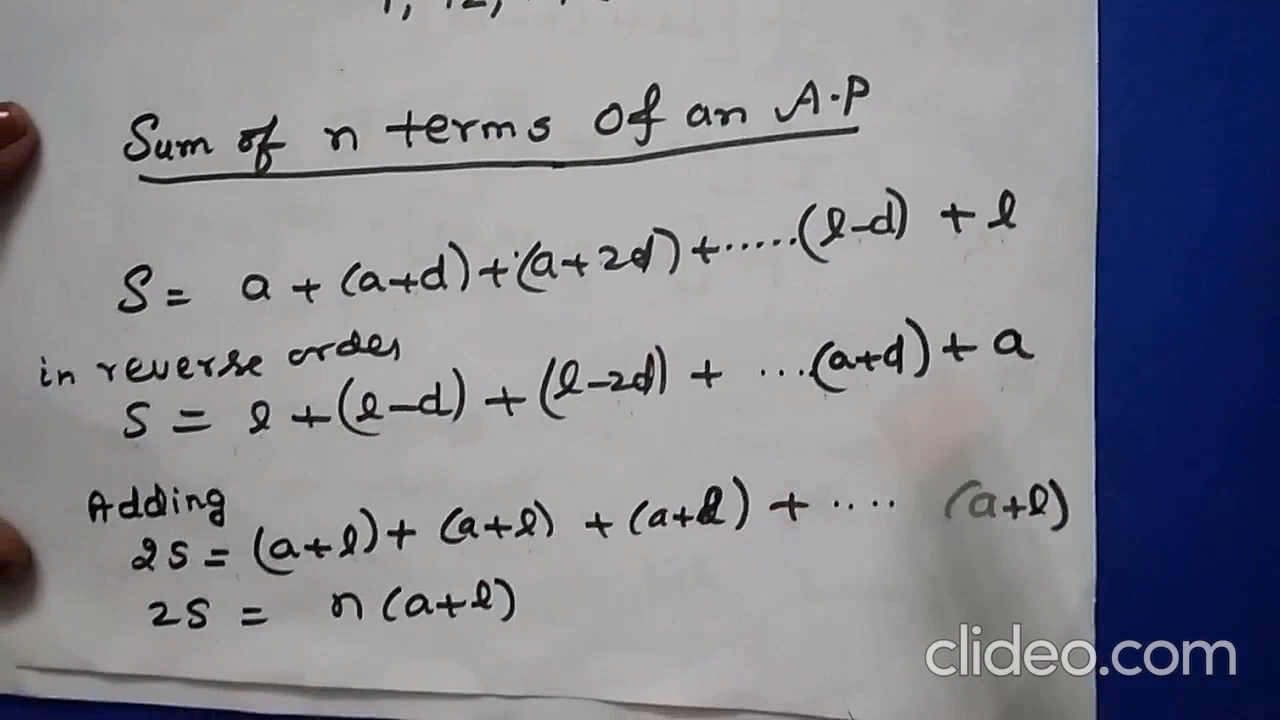 Sum of n terms of an A.P
S = a + (a+d) + (a+2d) + ..... (l-d) + l
in reverse order
S = l + (l-d) + (l-2d) + ... (a+d) + a
Adding
2S = (a+l) + (a+l) + (a+l) + .... (a+l)
2S = n (a+l)
clideo.com